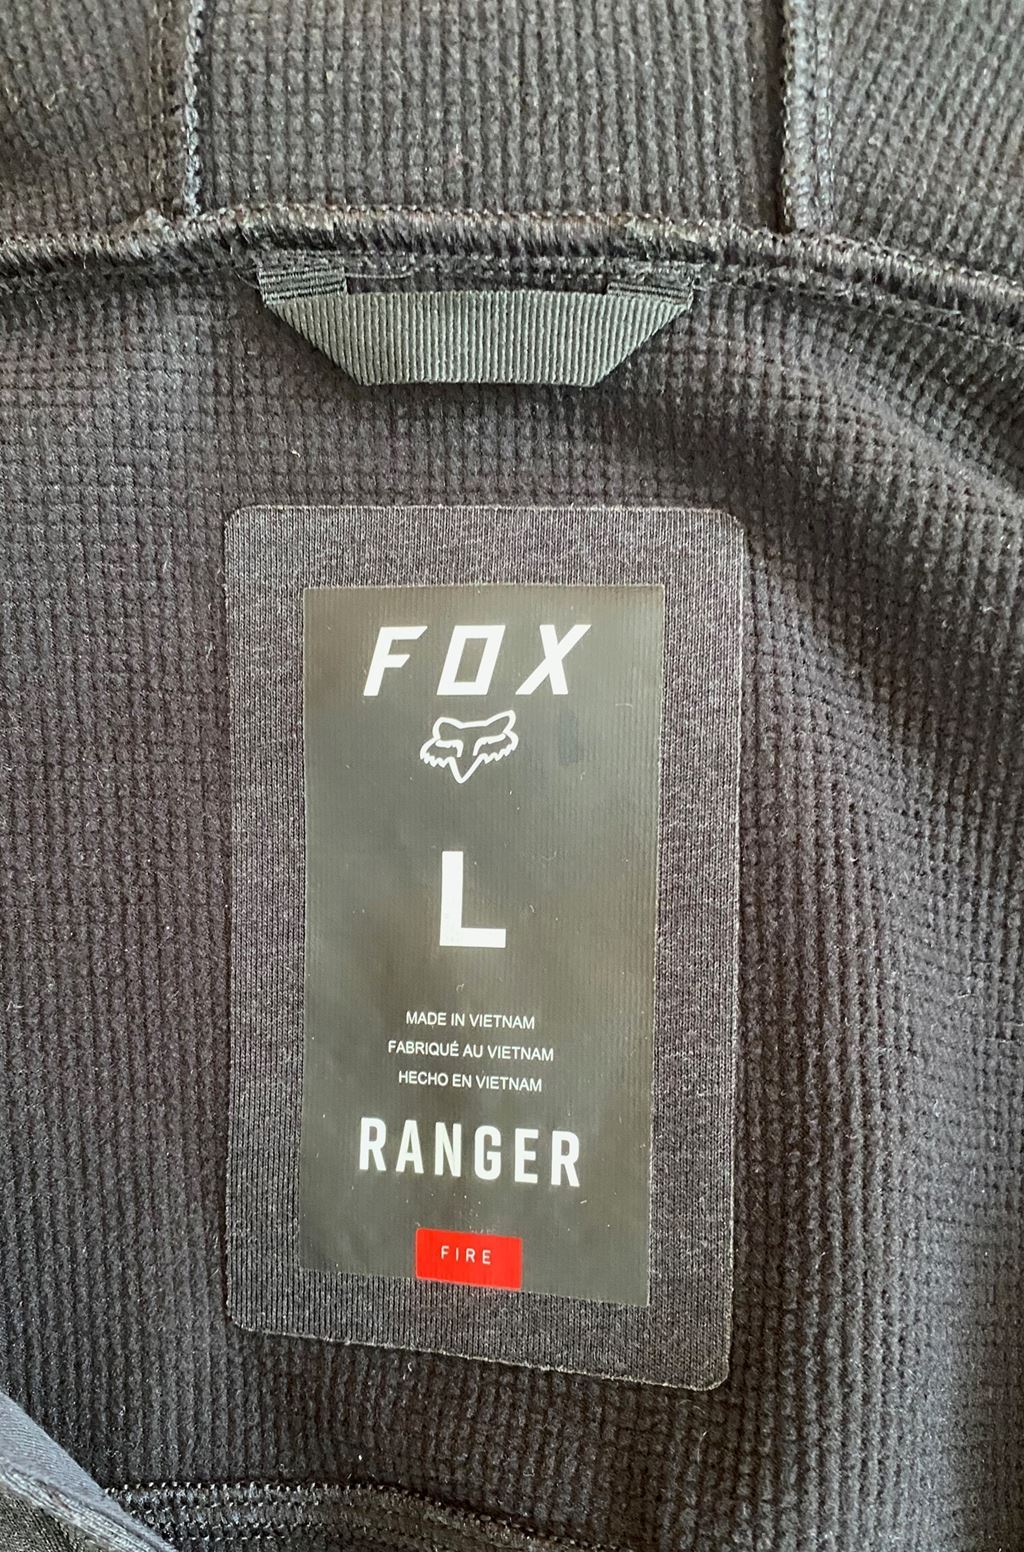 FOX
L
MADE IN VIETNAM
FABRIQUÉ AU VIETNAM
HECHO EN VIETNAM
RANGER
FIRE